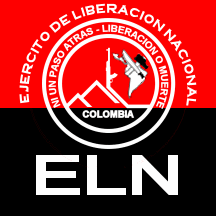 EJERCITO DE LIBERACION NACIONAL
NI UN PASO ATRAS - LIBERACION O MUERTE
COLOMBIA
ELN